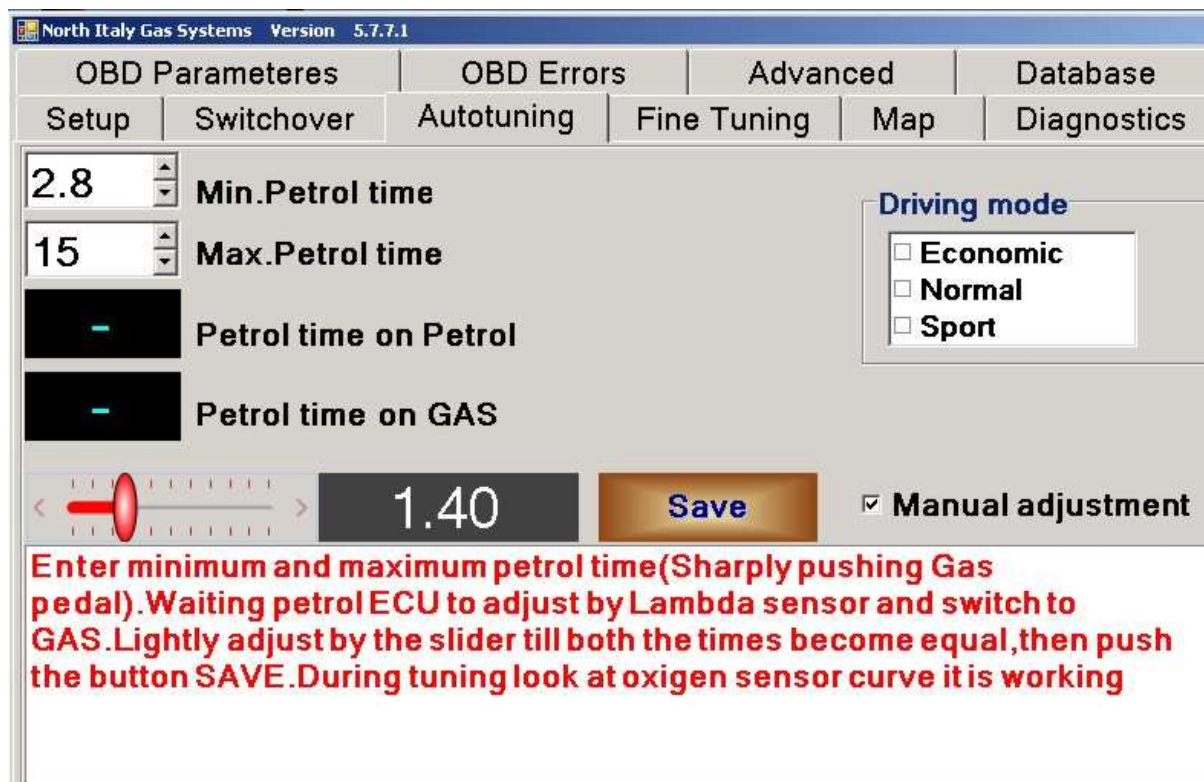 North Italy Gas Systems Version 5.7.7.1
OBD Parameteres OBD Errors Advanced Database
Setup Switchover Autotuning Fine Tuning Map Diagnostics
2.8 Min.Petrol time
Driving mode
15 Max.Petrol time
Economic
Normal
Sport
- Petrol time on Petrol
- Petrol time on GAS
< > 1.40 Save Manual adjustment
Enter minimum and maximum petrol time(Sharply pushing Gas
pedal).Waiting petrol ECU to adjust by Lambda sensor and switch to
GAS.Lightly adjust by the slider till both the times become equal,then push
the button SAVE.During tuning look at oxigen sensor curve it is working